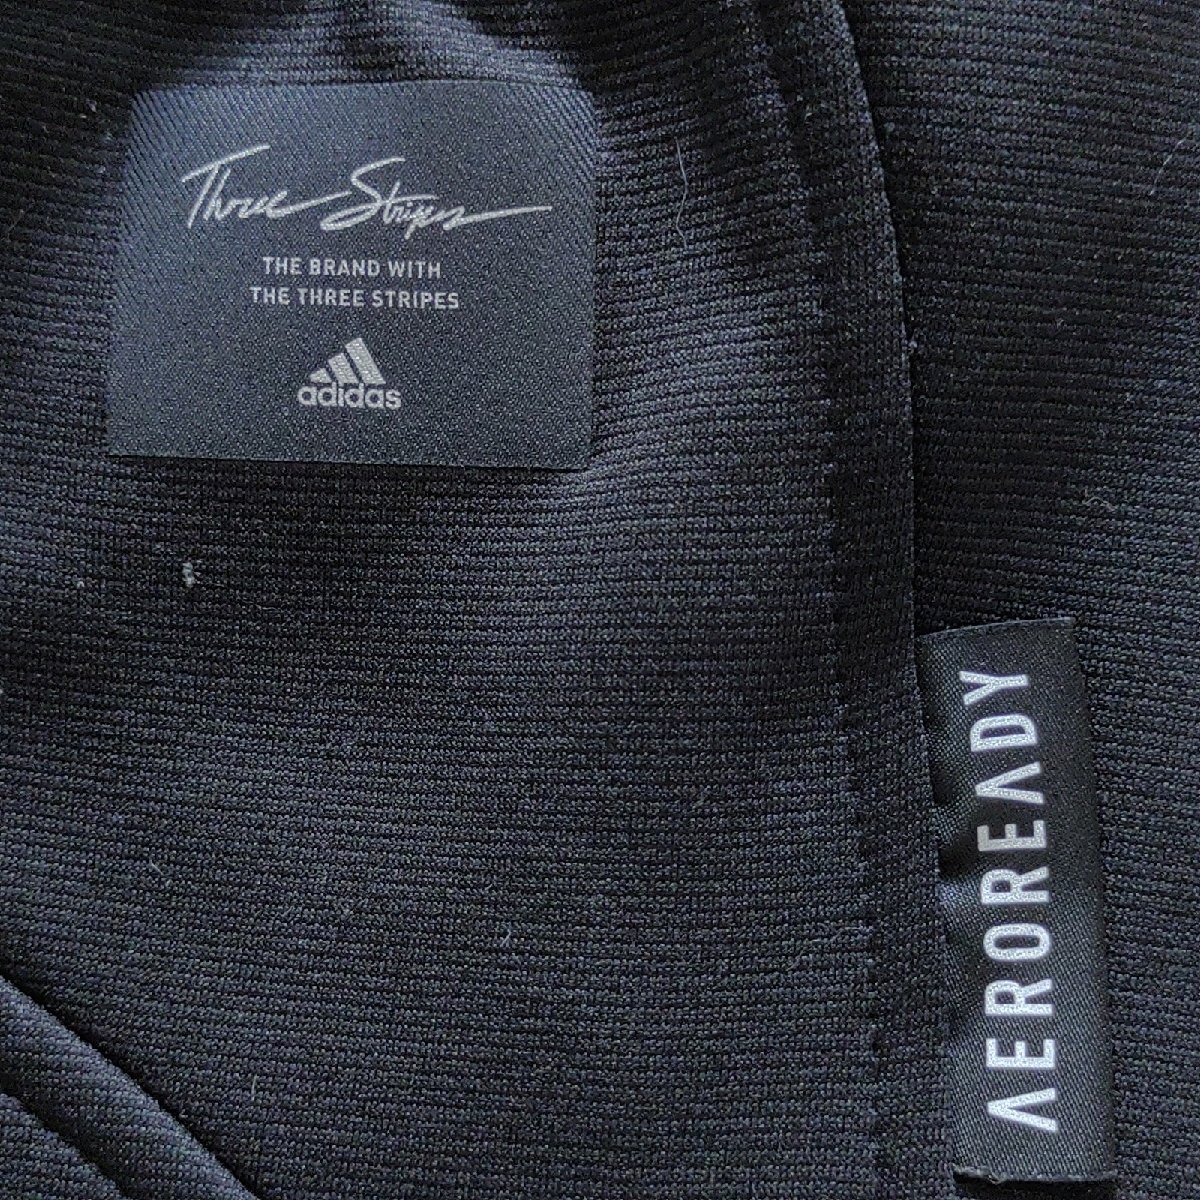 Three Stripes
THE BRAND WITH
THE THREE STRIPES
adidas
AEROREADY